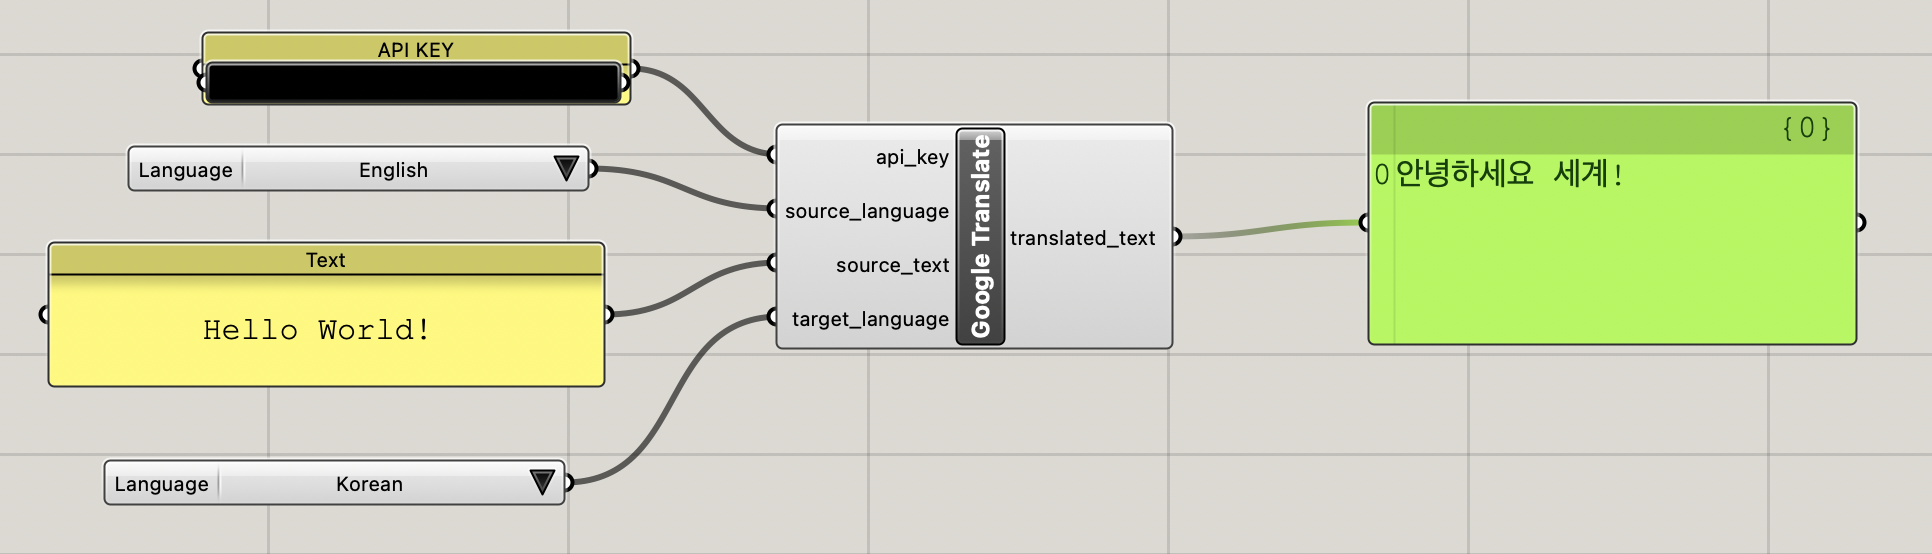 API KEY
Language English
Text
Hello World!
Language Korean
api_key
source_language
source_text
target_language
Google Translate
translated_text
{0}
0 안녕하세요 세계!